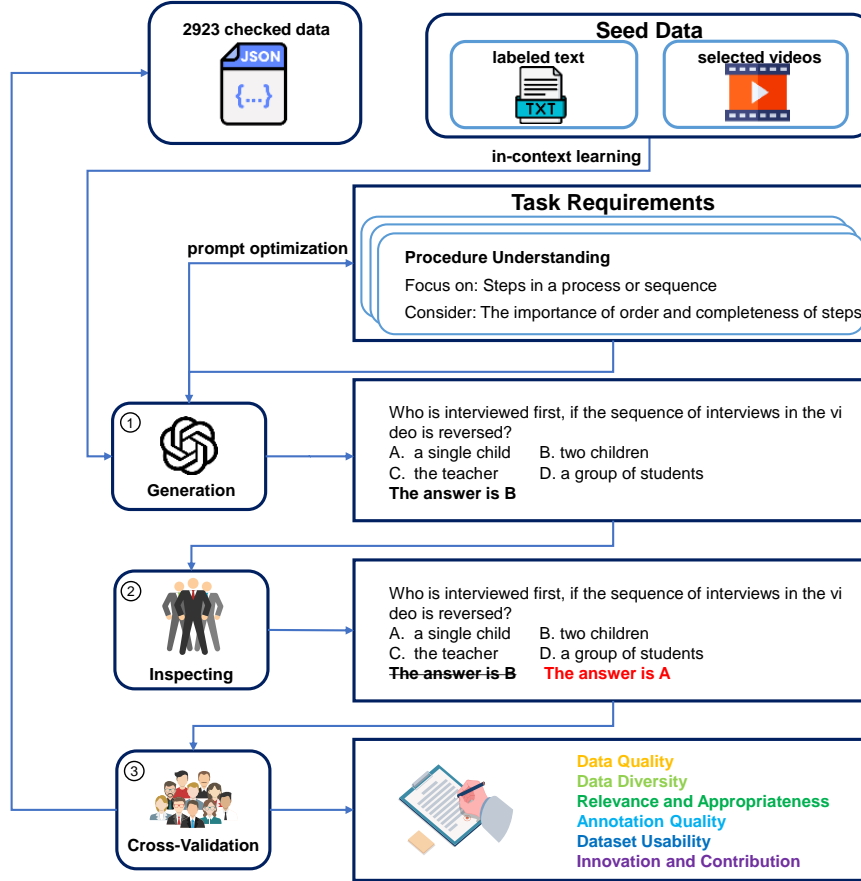 2923 checked data
JSON
{...}
Seed Data
labeled text
TXT
selected videos
in-context learning
Task Requirements
prompt optimization
Procedure Understanding
Focus on: Steps in a process or sequence
Consider: The importance of order and completeness of steps
1
Generation
Who is interviewed first, if the sequence of interviews in the vi
deo is reversed?
A. a single child B. two children
C. the teacher D. a group of students
The answer is B
2
Inspecting
Who is interviewed first, if the sequence of interviews in the vi
deo is reversed?
A. a single child B. two children
C. the teacher D. a group of students
The answer is B The answer is A
3
Cross-Validation
Data Quality
Data Diversity
Relevance and Appropriateness
Annotation Quality
Dataset Usability
Innovation and Contribution